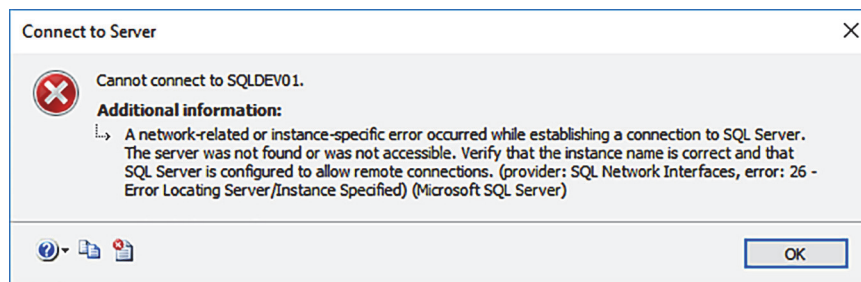 Connect to Server
Cannot connect to SQLDEV01.
Additional information:
A network-related or instance-specific error occurred while establishing a connection to SQL Server.
The server was not found or was not accessible. Verify that the instance name is correct and that
SQL Server is configured to allow remote connections. (provider: SQL Network Interfaces, error: 26 -
Error Locating Server/Instance Specified) (Microsoft SQL Server)
OK